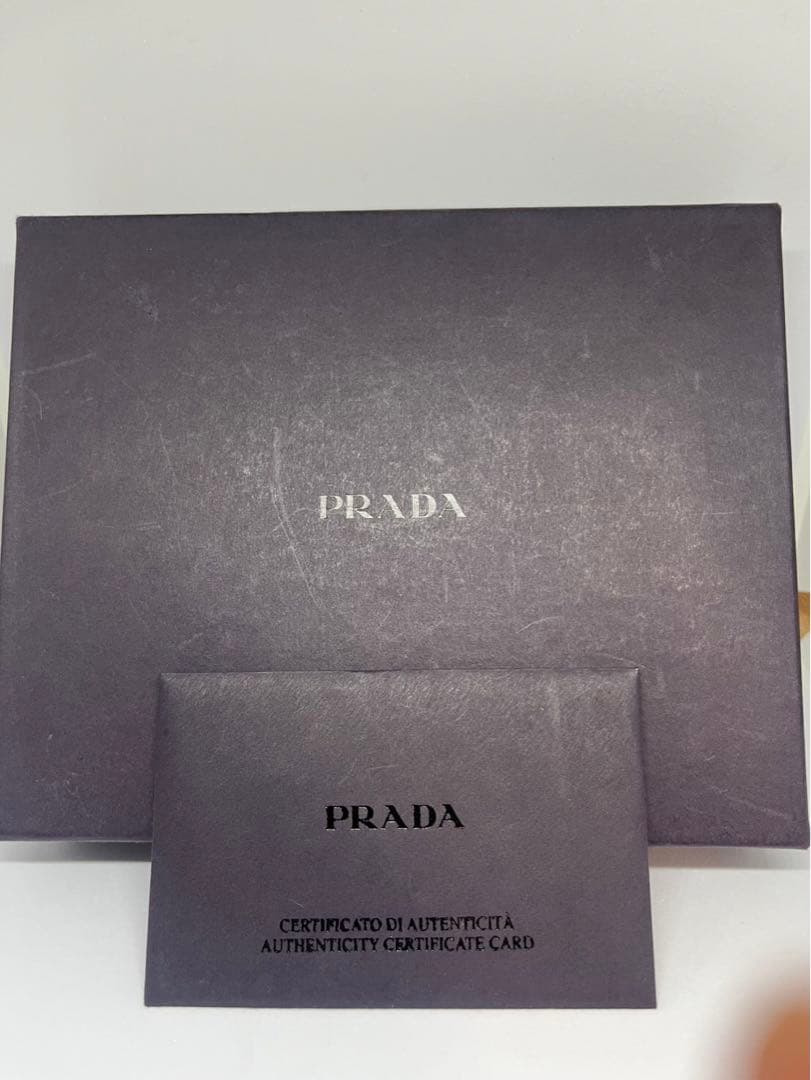 PRADA
PRADA
CERTIFICATO DI AUTENTICITÀ
AUTHENTICITY CERTIFICATE CARD